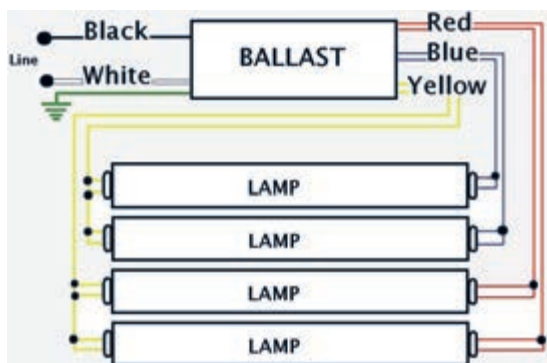 Black
Red
Line
BALLAST
Blue
White
Yellow
LAMP
LAMP
LAMP
LAMP